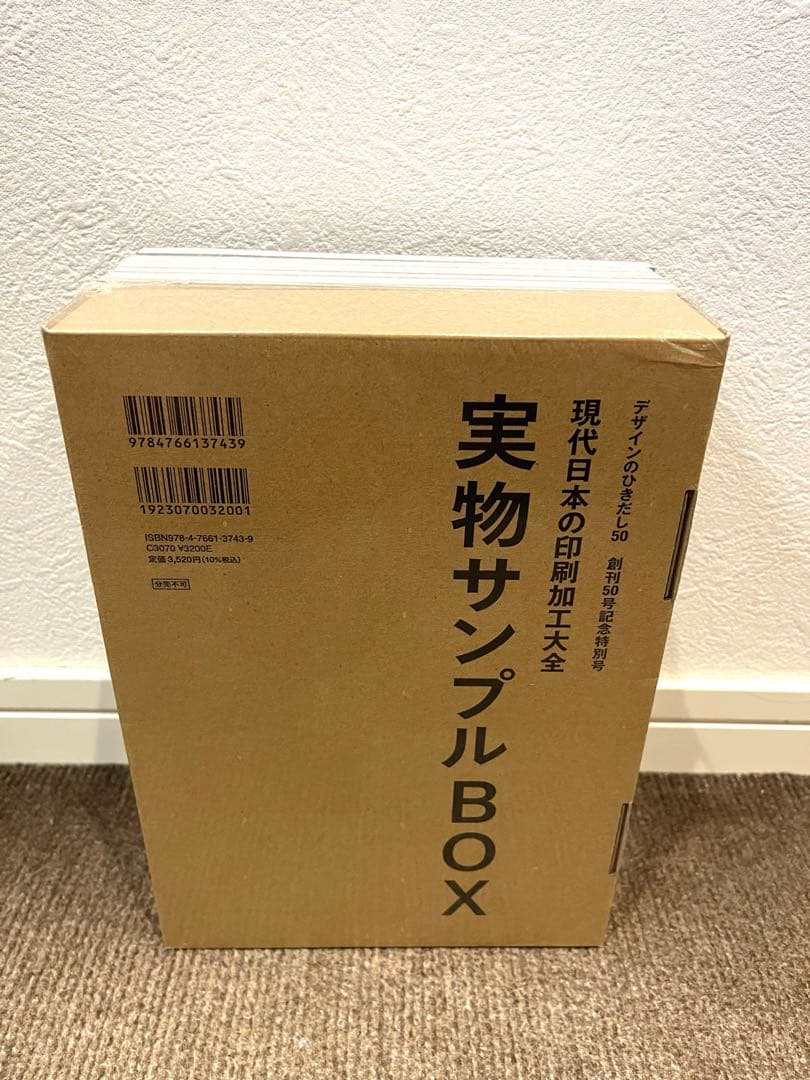 デザインのひきだし50 創刊50号記念特別号
現代日本の印刷加工大全
実物サンプルBOX
9784766137439
1923070032001
ISBN978-4-7661-3743-9
C3070 ¥3200E
定価3,520円(10%税込)
分売不可